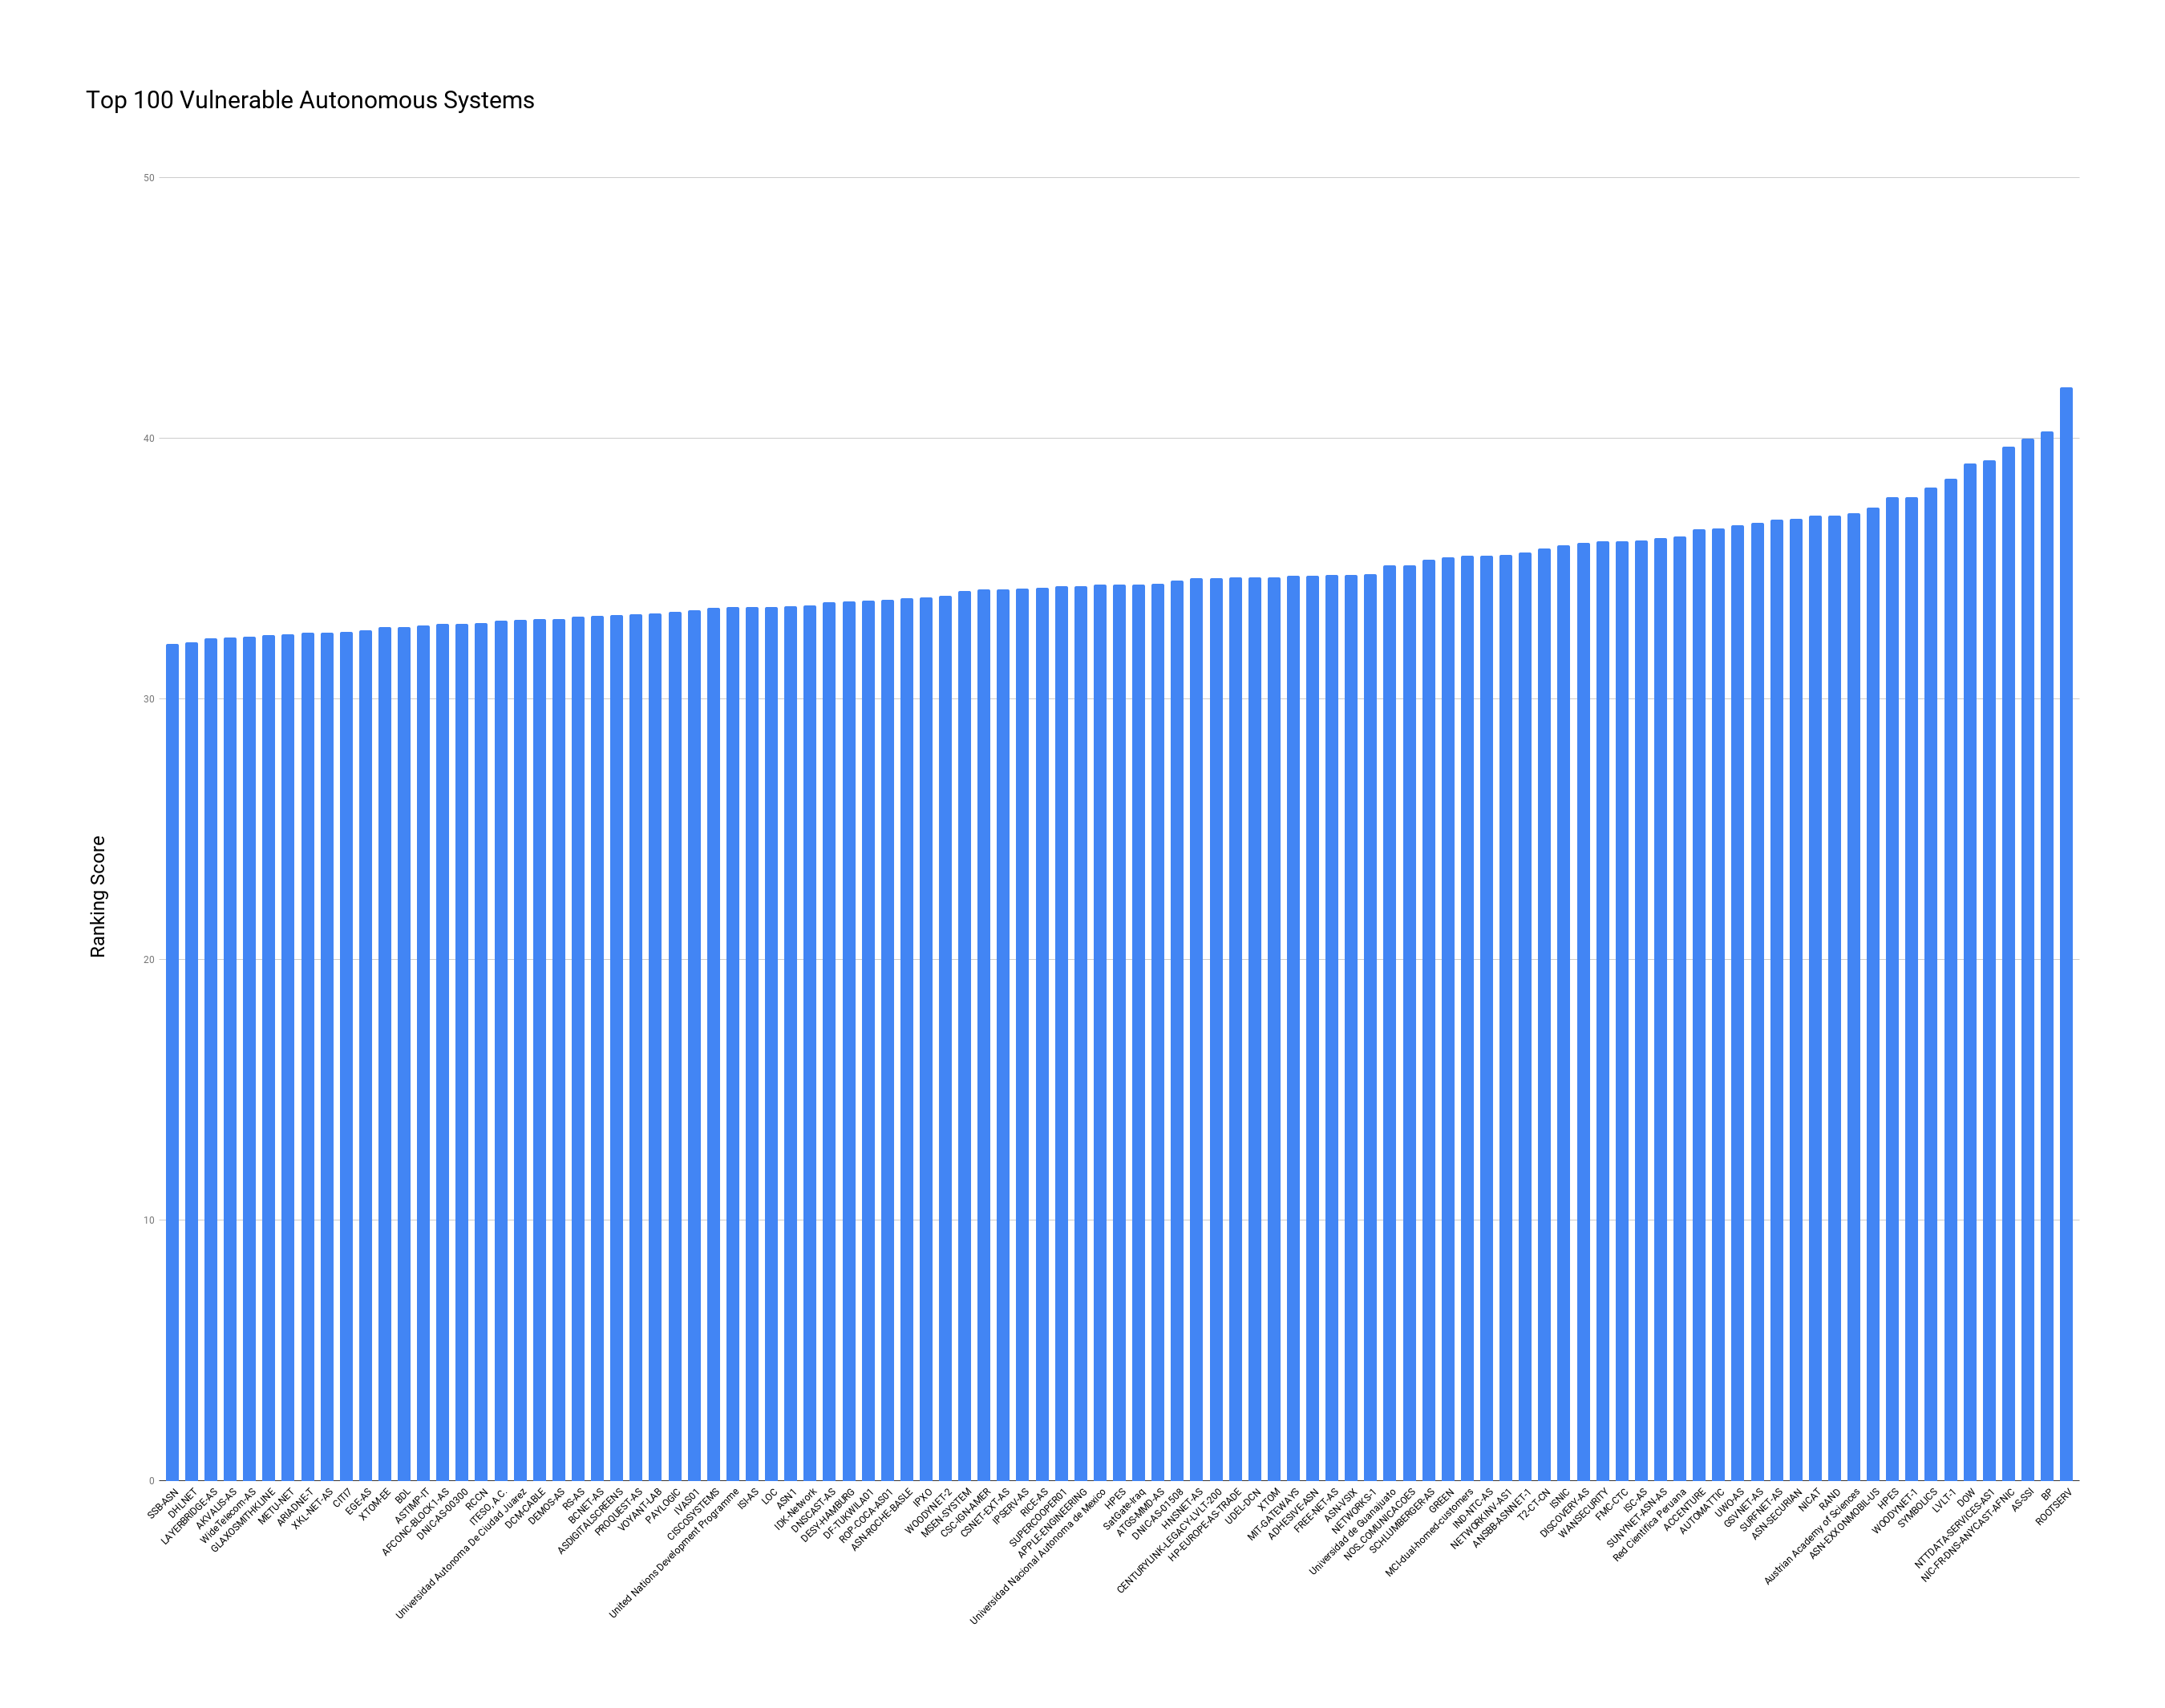 Top 100 Vulnerable Autonomous Systems
Ranking Score
50
40
30
20
10
0
SSB-ASN
DHLNET
LAYERBRIDGE-AS
AKVALIS-AS
WideTelecom-AS
GLAXOSMITHKLINE
METU-NET
ARIADNE-T
XKL-NET-AS
CITI7
EGE-AS
XTOM-EE
BDL
ASTIMP-IT
AFCONC-BLOCK1-AS
DNIC-AS-00300
RCCN
ITESO, A.C.
Universidad Autonoma De Ciudad Juarez
DCM-CABLE
DEMOS-AS
RS-AS
BCNET-AS
ASDIGITALSCREENS
PROQUEST-AS
VOYANT-LAB
PAYLOGIC
IVAS01
CISCOSYSTEMS
United Nations Development Programme
ISI-AS
LOC
ASN1
IDK-Network
DNSCAST-AS
DESY-HAMBURG
DF-TUKWILA01
ROP-COCA-AS01
ASN-ROCHE-BASLE
IPXO
WOODYNET-2
MSEN-SYSTEM
CSC-IGN-AMER
CSNET-EXT-AS
IPSERV-AS
RICE-AS
SUPERCOOPER01
APPLE-ENGINEERING
Universidad Nacional Autonoma de Mexico
HPES
SatGate-Iraq
ATGS-MMD-AS
DNIC-AS-01508
HNSNET-AS
CENTURYLINK-LEGACY-LVLT-200
HP-EUROPE-AS-TRADE
UDEL-DCN
XTOM
MIT-GATEWAYS
ADHESIVE-ASN
FREE-NET-AS
ASN-VSIX
NETWORKS-1
Universidad de Guanajuato
NOS_COMUNICACOES
SCHLUMBERGER-AS
GREEN
MCI-dual-homed-customers
IND-NTC-AS
NETWORKINV-AS1
ANSBB-ASNNET-1
T2-CT-CN
ISNIC
DISCOVERY-AS
WANSECURITY
FMC-CTC
ISC-AS
SUNYNET-ASN-AS
Red Cientifica Peruana
ACCENTURE
AUTOMATTIC
UWO-AS
GSVNET-AS
SURFNET-AS
ASN-SECURIAN
NICAT
RAND
Austrian Academy of Sciences
ASN-EXXONMOBIL-US
HPES
WOODYNET-1
SYMBOLICS
LVLT-1
DOW
NTTDATA-SERVICES-AS1
NIC-FR-DNS-ANYCAST-AFNIC
AS-SSI
BP
ROOTSERV